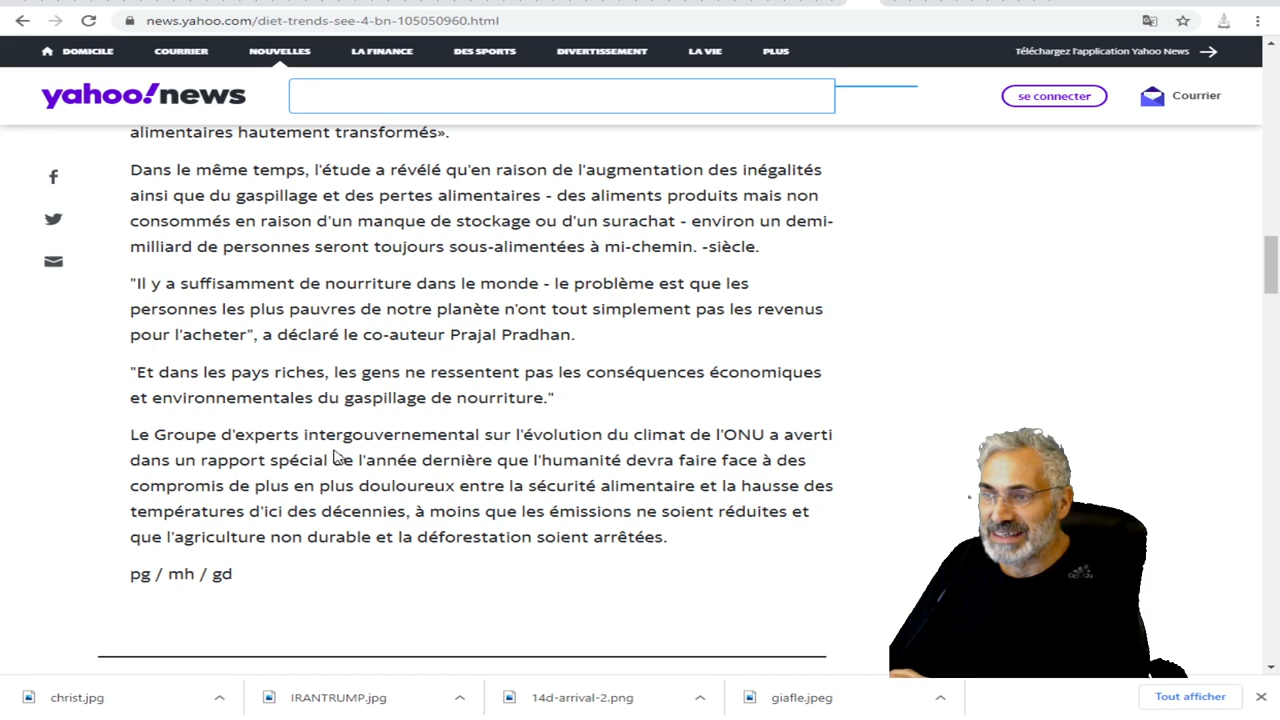 news.yahoo.com/diet-trends-see-4-bn-105050960.html
DOMICILE COURRIER NOUVELLES LA FINANCE DES SPORTS DIVERTISSEMENT LA VIE PLUS Téléchargez l'application Yahoo News
yahoo!news se connecter Courrier
alimentaires hautement transformés».
Dans le même temps, l'étude a révélé qu'en raison de l'augmentation des inégalités
ainsi que du gaspillage et des pertes alimentaires - des aliments produits mais non
consommés en raison d'un manque de stockage ou d'un surachat - environ un demi-
milliard de personnes seront toujours sous-alimentées à mi-chemin. -siècle.
"Il y a suffisamment de nourriture dans le monde - le problème est que les
personnes les plus pauvres de notre planète n'ont tout simplement pas les revenus
pour l'acheter", a déclaré le co-auteur Prajal Pradhan.
"Et dans les pays riches, les gens ne ressentent pas les conséquences économiques
et environnementales du gaspillage de nourriture."
Le Groupe d'experts intergouvernemental sur l'évolution du climat de l'ONU a averti
dans un rapport spécial de l'année dernière que l'humanité devra faire face à des
compromis de plus en plus douloureux entre la sécurité alimentaire et la hausse des
températures d'ici des décennies, à moins que les émissions ne soient réduites et
que l'agriculture non durable et la déforestation soient arrêtées.
pg / mh / gd
adidas
christ.jpg IRANTRUMP.jpg 14d-arrival-2.png giafle.jpeg Tout afficher